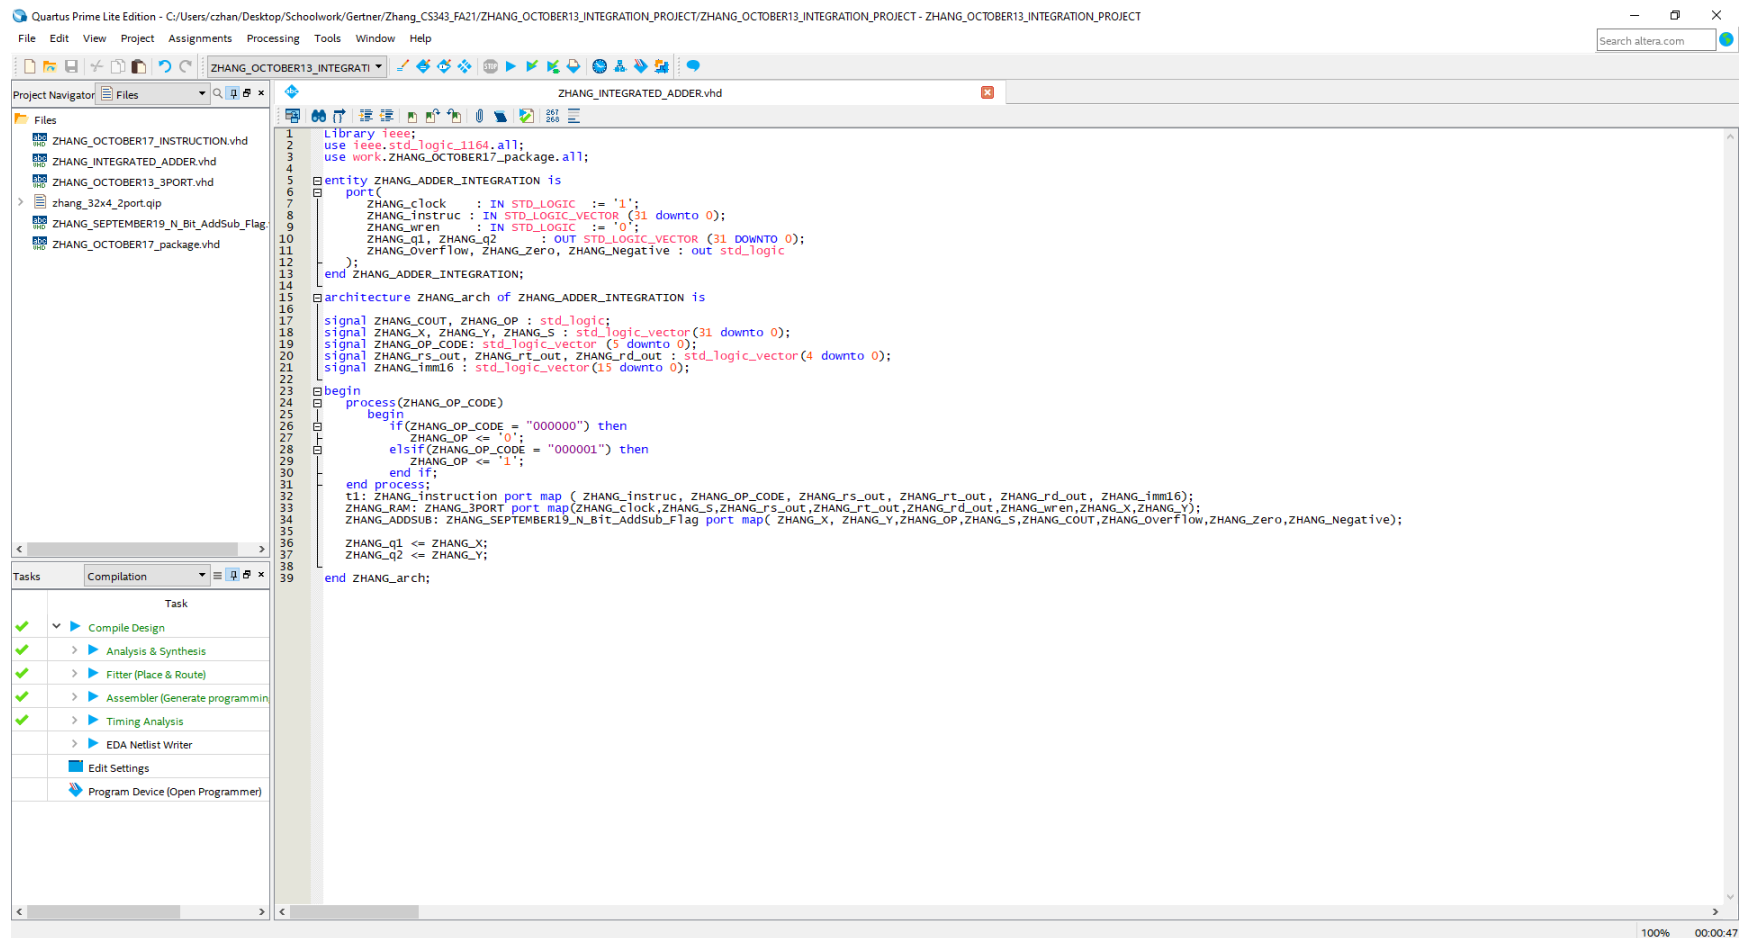 Quartus Prime Lite Edition - C:/Users/czhan/Desktop/Schoolwork/Gertner/Zhang_CS343_FA21/ZHANG_OCTOBER13_INTEGRATION_PROJECT/ZHANG_OCTOBER13_INTEGRATION_PROJECT - ZHANG_OCTOBER13_INTEGRATION_PROJECT
File Edit View Project Assignments Processing Tools Window Help
Search altera.com
ZHANG_OCTOBER13_INTEGRATI
STOP
Project Navigator Files
ZHANG_INTEGRATED_ADDER.vhd
267
268
Files
ZHANG_OCTOBER17_INSTRUCTION.vhd
ZHANG_INTEGRATED_ADDER.vhd
ZHANG_OCTOBER13_3PORT.vhd
zhang_32x4_2port.qip
ZHANG_SEPTEMBER19_N_Bit_AddSub_Flag.
ZHANG_OCTOBER17_package.vhd
1 Library ieee;
2 use ieee.std_logic_1164.all;
3 use work.ZHANG_OCTOBER17_package.all;
4
5 entity ZHANG_ADDER_INTEGRATION is
6 port(
7 ZHANG_clock : IN STD_LOGIC := '1';
8 ZHANG_instruc : IN STD_LOGIC_VECTOR (31 downto 0);
9 ZHANG_wren : IN STD_LOGIC := '0';
10 ZHANG_q1, ZHANG_q2 : OUT STD_LOGIC_VECTOR (31 DOWNTO 0);
11 ZHANG_Overflow, ZHANG_Zero, ZHANG_Negative : out std_logic
12 );
13 end ZHANG_ADDER_INTEGRATION;
14
15 architecture ZHANG_arch of ZHANG_ADDER_INTEGRATION is
16
17 signal ZHANG_COUT, ZHANG_OP : std_logic;
18 signal ZHANG_X, ZHANG_Y, ZHANG_S : std_logic_vector(31 downto 0);
19 signal ZHANG_OP_CODE: std_logic_vector (5 downto 0);
20 signal ZHANG_rs_out, ZHANG_rt_out, ZHANG_rd_out : std_logic_vector(4 downto 0);
21 signal ZHANG_imm16 : std_logic_vector(15 downto 0);
22
23 begin
24 process(ZHANG_OP_CODE)
25 begin
26 if(ZHANG_OP_CODE = "000000") then
27 ZHANG_OP <= '0';
28 elsif(ZHANG_OP_CODE = "000001") then
29 ZHANG_OP <= '1';
30 end if;
31 end process;
32 t1: ZHANG_instruction port map ( ZHANG_instruc, ZHANG_OP_CODE, ZHANG_rs_out, ZHANG_rt_out, ZHANG_rd_out, ZHANG_imm16);
33 ZHANG_RAM: ZHANG_3PORT port map(ZHANG_clock,ZHANG_S,ZHANG_rs_out,ZHANG_rt_out,ZHANG_rd_out,ZHANG_wren,ZHANG_X,ZHANG_Y);
34 ZHANG_ADDSUB: ZHANG_SEPTEMBER19_N_Bit_AddSub_Flag port map( ZHANG_X, ZHANG_Y,ZHANG_OP,ZHANG_S,ZHANG_COUT,ZHANG_Overflow,ZHANG_Zero,ZHANG_Negative);
35
36 ZHANG_q1 <= ZHANG_X;
37 ZHANG_q2 <= ZHANG_Y;
38
39 end ZHANG_arch;
Tasks Compilation
Task
Compile Design
Analysis & Synthesis
Fitter (Place & Route)
Assembler (Generate programmin
Timing Analysis
EDA Netlist Writer
Edit Settings
Program Device (Open Programmer)
100% 00:00:47